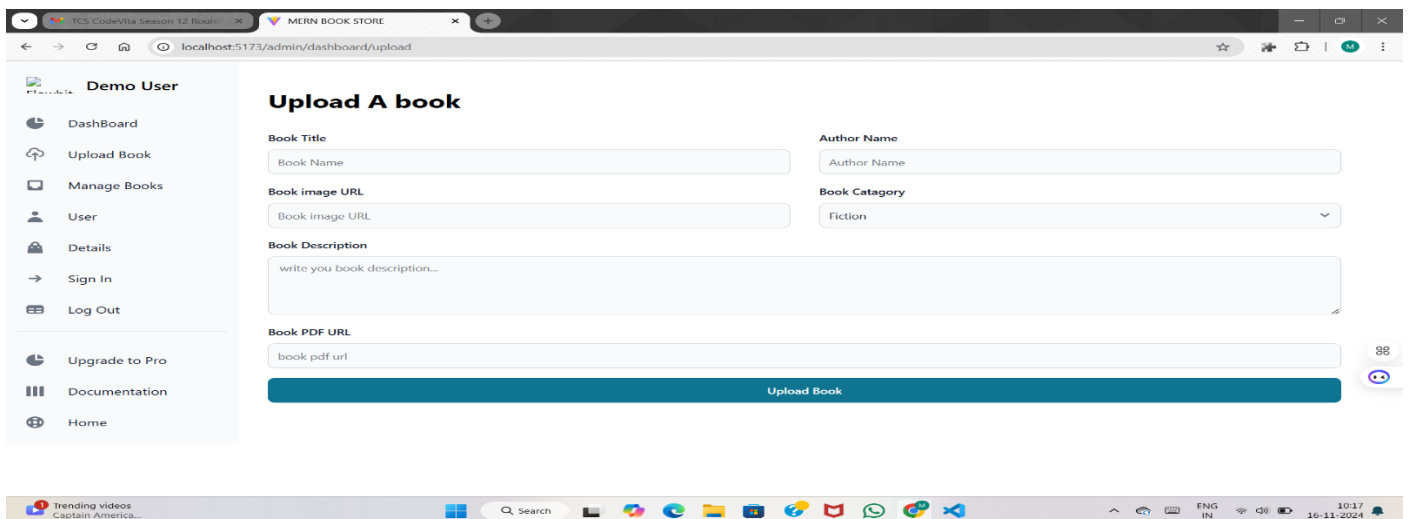 TCS CodeVita Season 12 Round
MERN BOOK STORE
localhost:5173/admin/dashboard/upload
M
Demo User
DashBoard
Upload Book
Manage Books
User
Details
Sign In
Log Out
Upgrade to Pro
Documentation
Home
Upload A book
Book Title
Author Name
Book Name
Author Name
Book image URL
Book Catagory
Book image URL
Fiction
Book Description
write you book description...
Book PDF URL
book pdf url
Upload Book
1
Trending videos
Captain America...
Search
M
ENG
IN
10:17
16-11-2024